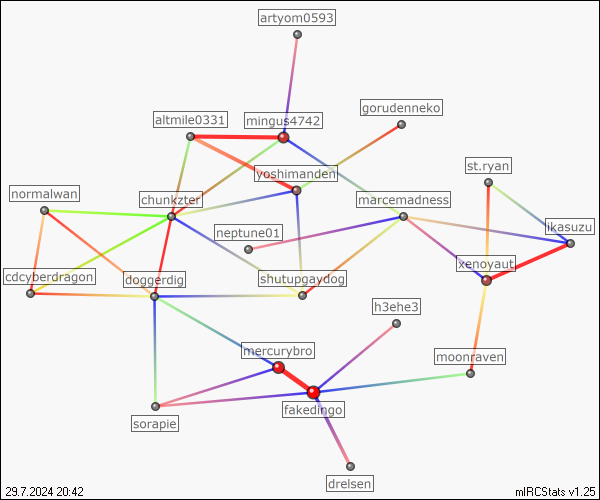 artyom0593
gorudenneko
altmile0331
mingus4742
st.ryan
yoshimanden
normalwan
chunkzter
marcemadness
neptune01
ikasuzu
xenoyaut
cdcyberdragon
doggerdig
shutupgaydog
h3ehe3
mercurybro
moonraven
fakedingo
sorapie
drelsen
29.7.2024 20:42
mIRCStats v1.25